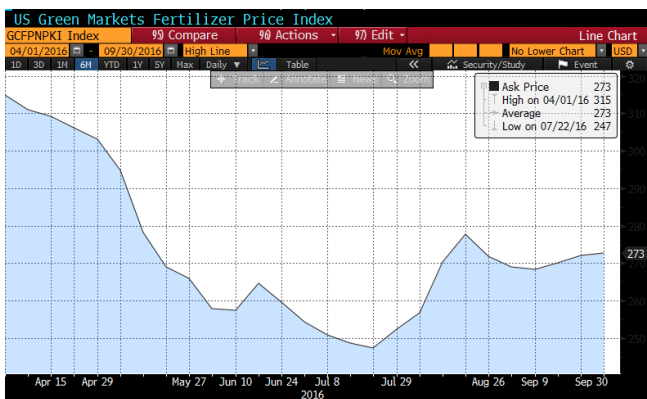 US Green Markets Fertilizer Price Index
GCFPNPKI Index 95) Compare 96) Actions 97) Edit Line Chart
04/01/2016 - 09/30/2016 High Line Mov Avg No Lower Chart USD
1D 3D 1M 6M YTD 1Y 5Y Max Daily ▼ Table « Security/Study Event
Track Annotate News Zoom
Ask Price 273
High on 04/01/16 315
Average 273
Low on 07/22/16 247
320
310
300
290
280
273
270
260
250
Apr 15 Apr 29 May 27 Jun 10 Jun 24 Jul 8 Jul 29 Aug 26 Sep 9 Sep 30
2016